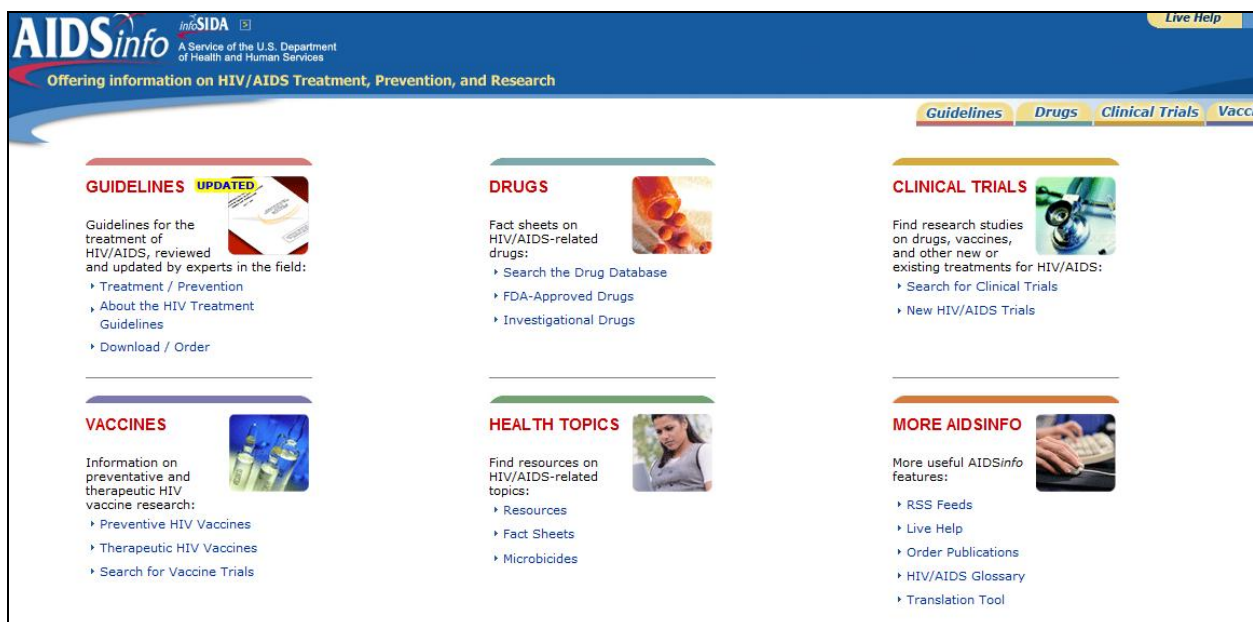 AIDSinfo
infoSIDA
A Service of the U.S. Department
of Health and Human Services
Offering information on HIV/AIDS Treatment, Prevention, and Research
Live Help
Guidelines Drugs Clinical Trials Vacc
GUIDELINES UPDATED
Guidelines for the
treatment of
HIV/AIDS, reviewed
and updated by experts in the field:
Treatment / Prevention
About the HIV Treatment
Guidelines
Download / Order
DRUGS
Fact sheets on
HIV/AIDS-related
drugs:
Search the Drug Database
FDA-Approved Drugs
Investigational Drugs
CLINICAL TRIALS
Find research studies
on drugs, vaccines,
and other new or
existing treatments for HIV/AIDS:
Search for Clinical Trials
New HIV/AIDS Trials
VACCINES
Information on
preventative and
therapeutic HIV
vaccine research:
Preventive HIV Vaccines
Therapeutic HIV Vaccines
Search for Vaccine Trials
HEALTH TOPICS
Find resources on
HIV/AIDS-related
topics:
Resources
Fact Sheets
Microbicides
MORE AIDSINFO
More useful AIDSinfo
features:
RSS Feeds
Live Help
Order Publications
HIV/AIDS Glossary
Translation Tool